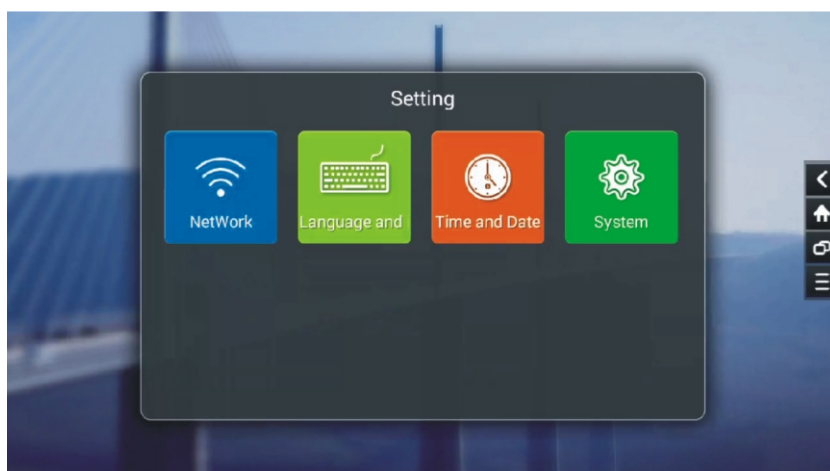 Setting
NetWork
Language and
Time and Date
System